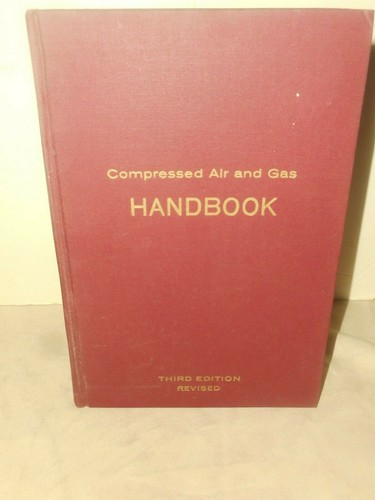 Compressed Air and Gas
HANDBOOK
THIRD EDITION
REVISED